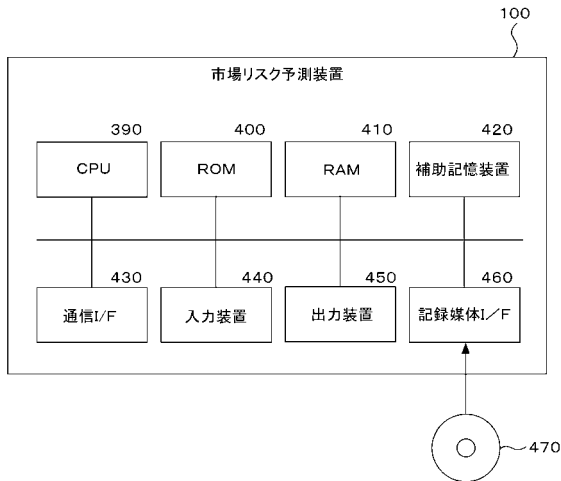 100
市場リスク予測装置
390
400
410
420
CPU
ROM
RAM
補助記憶装置
430
440
450
460
通信I/F
入力装置
出力装置
記録媒体I／F
470